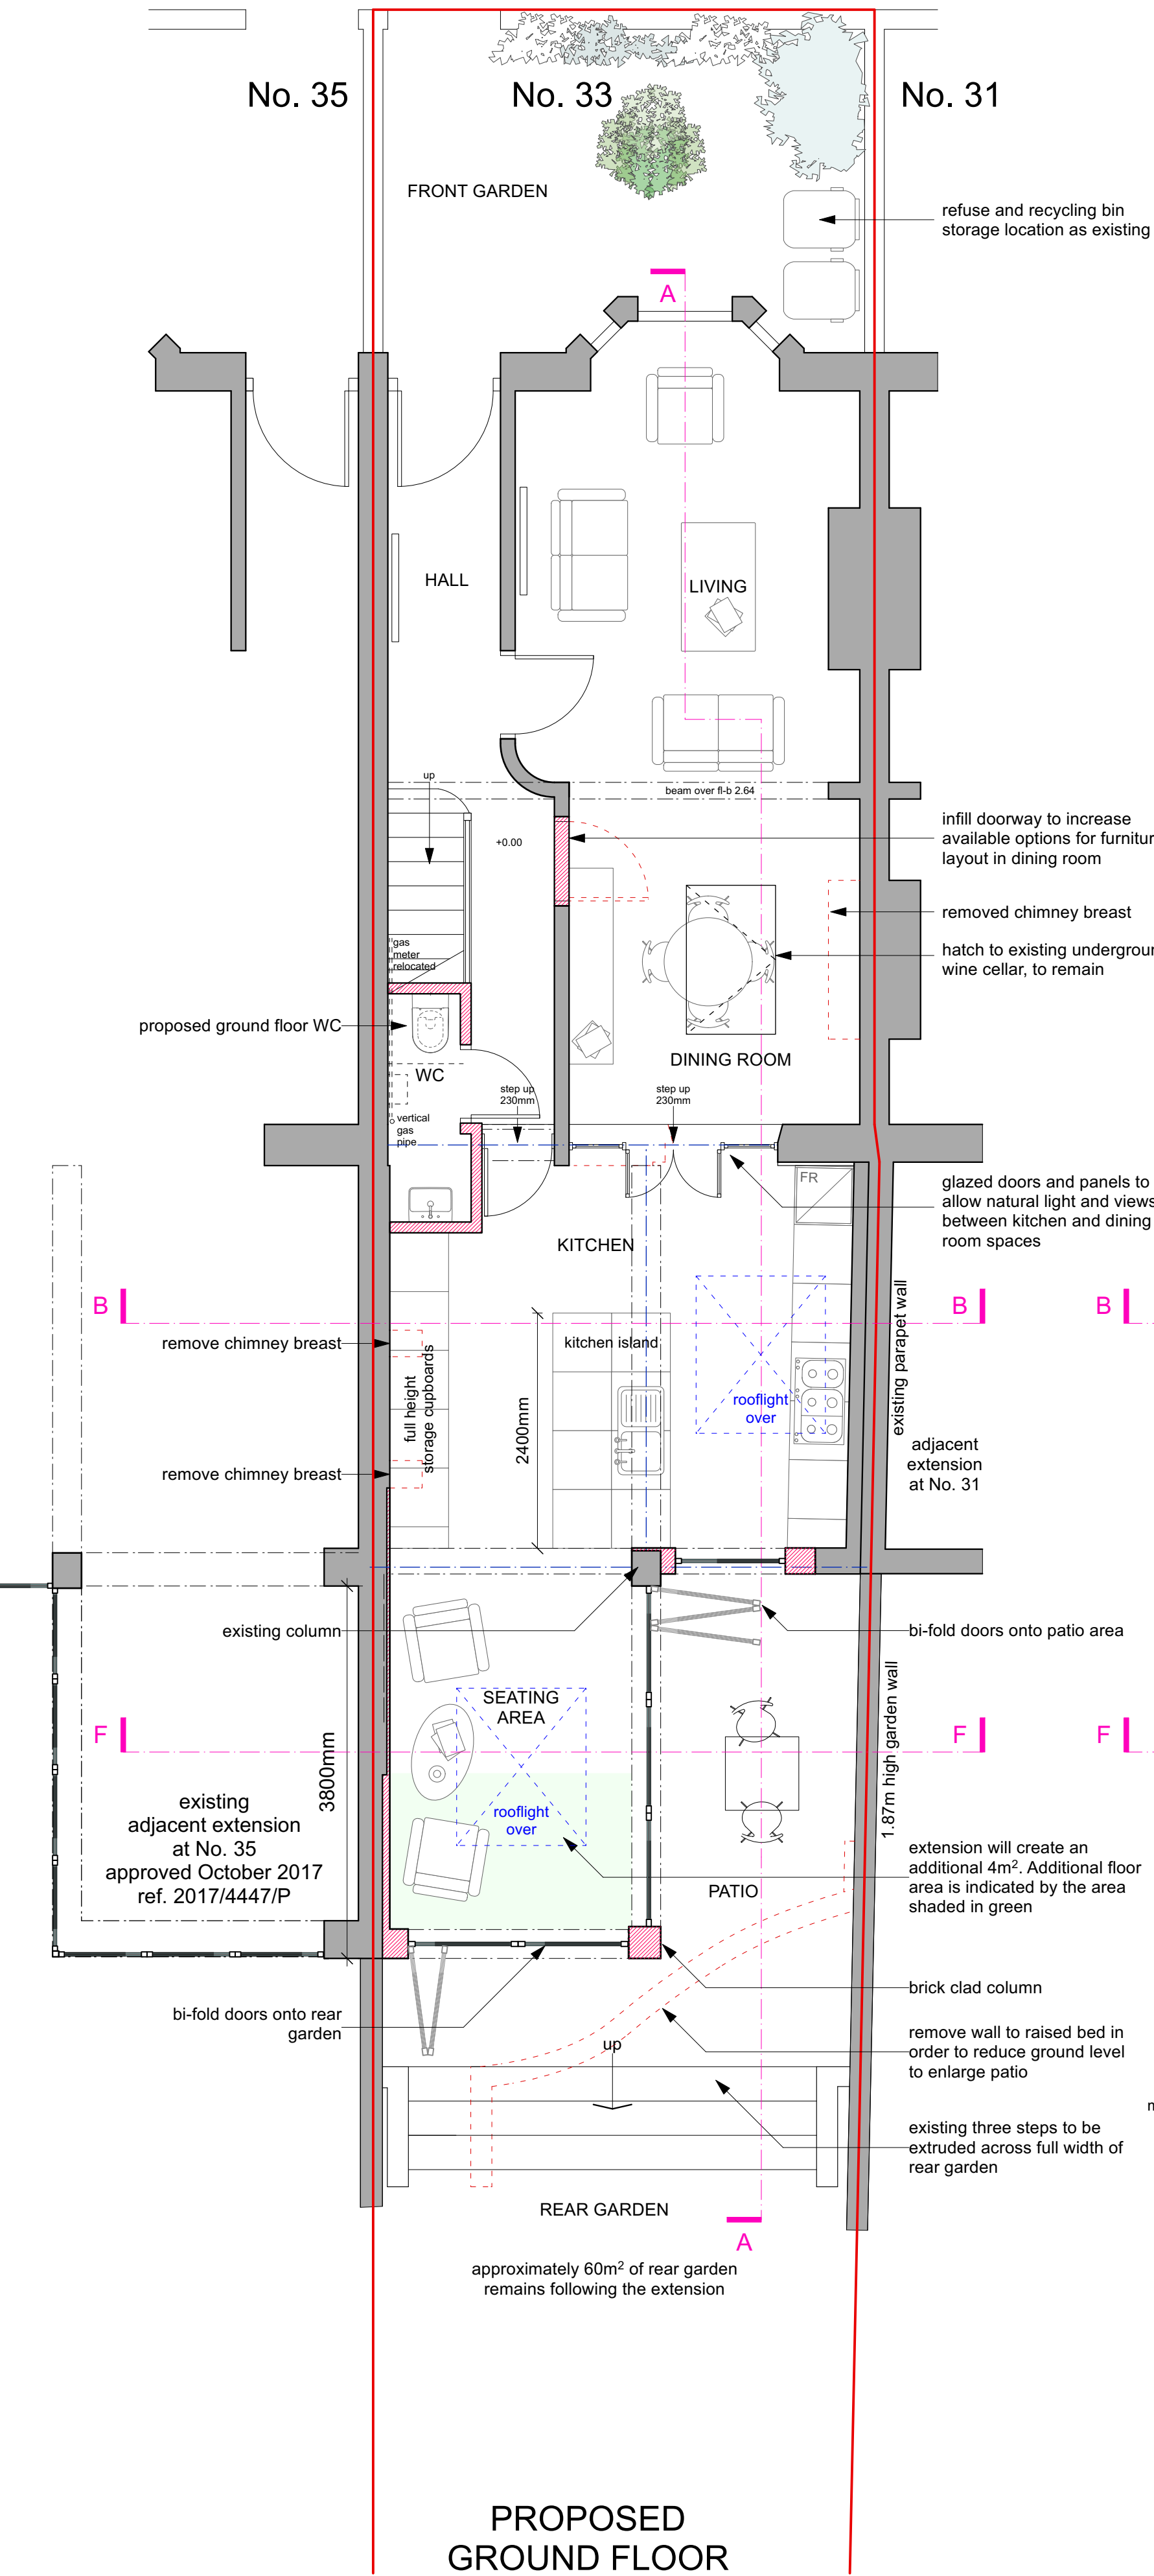 No. 35
No. 33
No. 31
FRONT GARDEN
refuse and recycling bin
storage location as existing
A
HALL
LIVING
up
beam over fl-b 2.64
+0.00
infill doorway to increase
available options for furnitur
layout in dining room
removed chimney breast
hatch to existing undergroun
wine cellar, to remain
gas
meter
relocated
proposed ground floor WC
WC
DINING ROOM
step up
230mm
step up
230mm
vertical
gas
pipe
FR
glazed doors and panels to
allow natural light and views
between kitchen and dining
room spaces
KITCHEN
B
B
B
remove chimney breast
kitchen island
full height
storage cupboards
existing parapet wall
rooflight
over
2400mm
adjacent
extension
at No. 31
remove chimney breast
existing column
bi-fold doors onto patio area
SEATING
AREA
1.87m high garden wall
F
F
F
3800mm
existing
adjacent extension
at No. 35
approved October 2017
ref. 2017/4447/P
rooflight
over
extension will create an
additional 4m². Additional floor
area is indicated by the area
shaded in green
PATIO
brick clad column
bi-fold doors onto rear
garden
remove wall to raised bed in
order to reduce ground level
to enlarge patio
up
existing three steps to be
extruded across full width of
rear garden
REAR GARDEN
A
approximately 60m² of rear garden
remains following the extension
PROPOSED
GROUND FLOOR